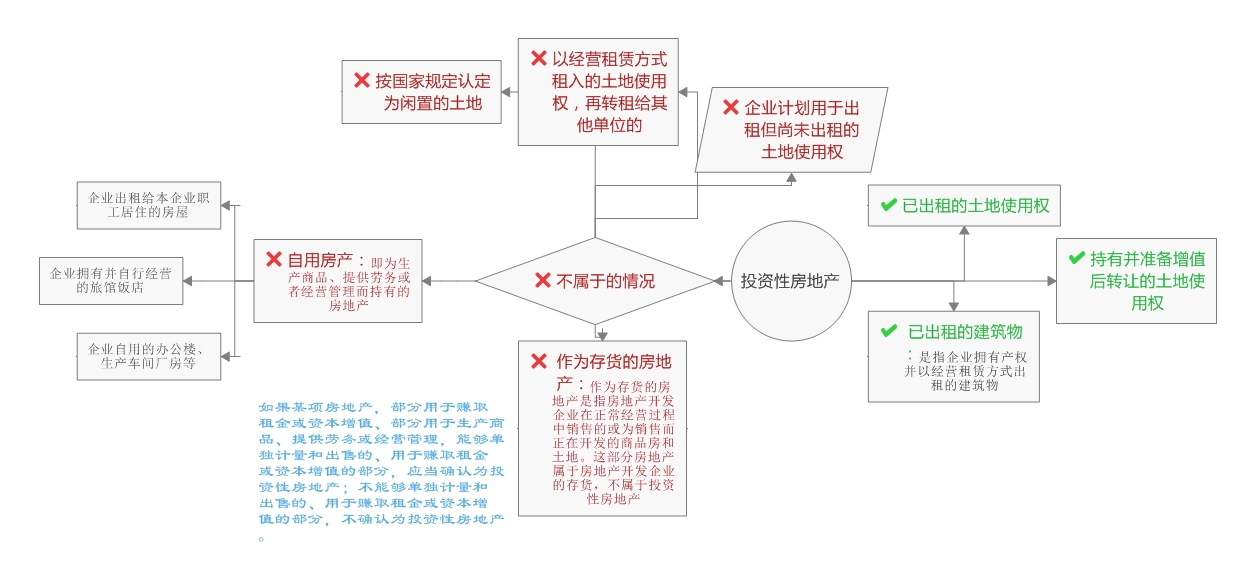 以经营租赁方式
租入的土地使用
权，再转租给其
他单位的
按国家规定认定
为闲置的土地
企业计划用于出
租但尚未出租的
土地使用权
企业出租给本企业职
工居住的房屋
已出租的土地使用权
企业拥有并自行经营
的旅馆饭店
自用房产：即为生
产商品、提供劳务或
者经营管理而持有的
房地产
不属于的情况
投资性房地产
持有并准备增值
后转让的土地使
用权
企业自用的办公楼、
生产车间厂房等
已出租的建筑物
：是指企业拥有产权
并以经营租赁方式出
租的建筑物
作为存货的房地
产：作为存货的房
地产是指房地产开发
企业在正常经营过程
中销售的或为销售而
正在开发的商品房和
土地。这部分房地产
属于房地产开发企业
的存货，不属于投资
性房地产
如果某项房地产，部分用于赚取
租金或资本增值、部分用于生产商
品、提供劳务或经营管理，能够单
独计量和出售的、用于赚取租金
或资本增值的部分，应当确认为投
资性房地产；不能够单独计量和
出售的、用于赚取租金或资本增
值的部分，不确认为投资性房地产
。